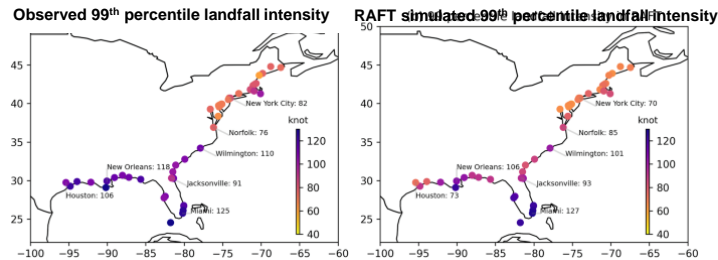 Observed 99th percentile landfall intensity
knot
New York City: 82
Norfolk: 76
Wilmington: 110
New Orleans: 118
Jacksonville: 91
Houston: 106
Miami: 125
120
100
80
60
40
45
40
35
30
25
−100 −95 −90 −85 −80 −75 −70 −65 −60
RAFT simulated 99th percentile landfall intensity
knot
New York City: 70
Norfolk: 85
Wilmington: 101
New Orleans: 106
Jacksonville: 93
Houston: 73
Miami: 127
120
100
80
60
40
50
45
40
35
30
25
−100 −95 −90 −85 −80 −75 −70 −65 −60